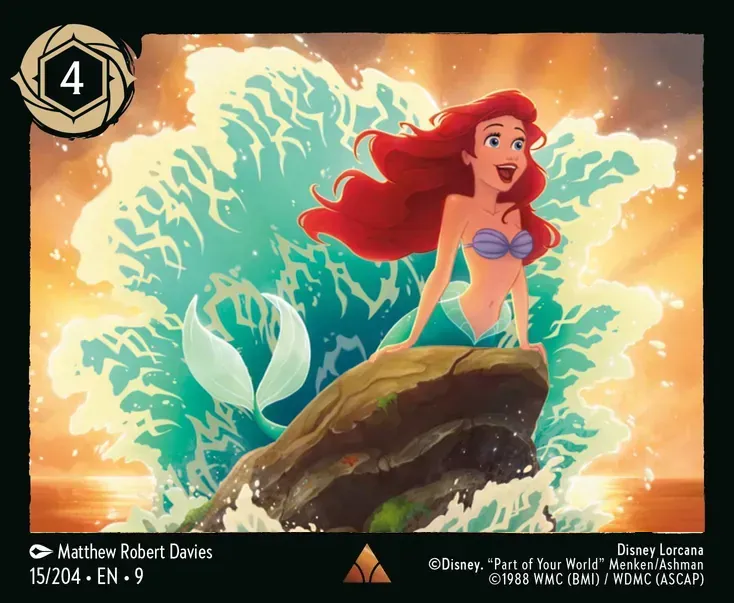 4
Matthew Robert Davies
15/204 • EN • 9
Disney Lorcana
©Disney. “Part of Your World” Menken/Ashman
©1988 WMC (BMI) / WDMC (ASCAP)